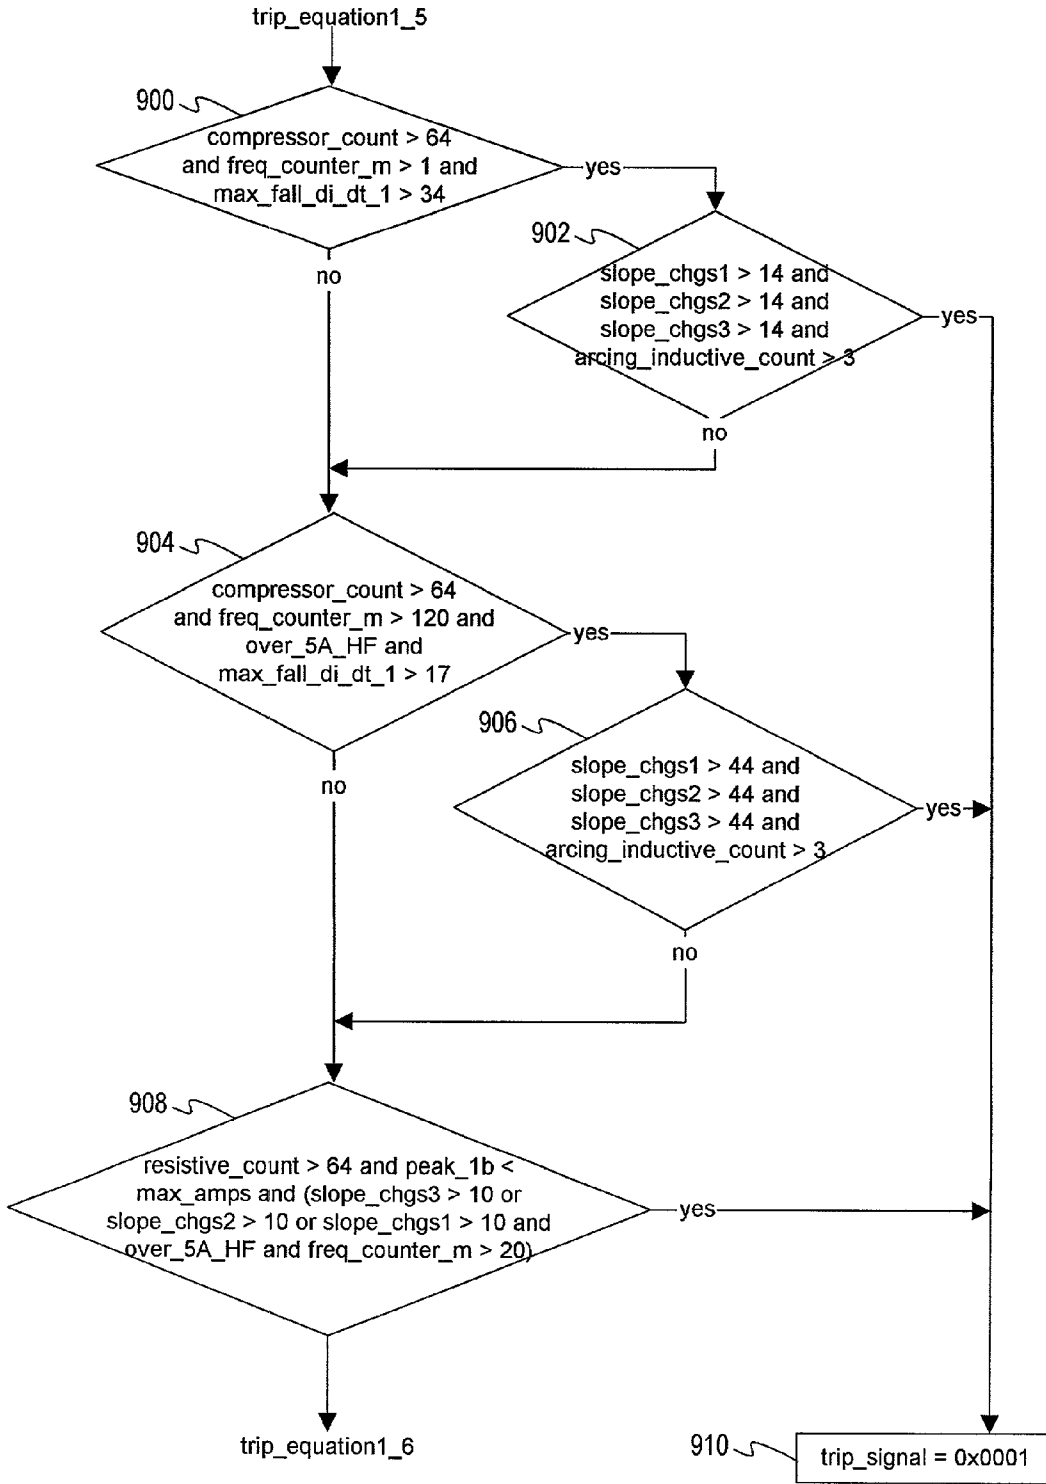 trip_equation1_5
900
compressor_count > 64
and freq_counter_m > 1 and
max_fall_di_dt_1 > 34
yes
no
902
slope_chgs1 > 14 and
slope_chgs2 > 14 and
slope_chgs3 > 14 and
arcing_inductive_count > 3
yes
no
904
compressor_count > 64
and freq_counter_m > 120 and
over_5A_HF and
max_fall_di_dt_1 > 17
yes
no
906
slope_chgs1 > 44 and
slope_chgs2 > 44 and
slope_chgs3 > 44 and
arcing_inductive_count > 3
yes
no
908
resistive_count > 64 and peak_1b <
max_amps and (slope_chgs3 > 10 or
slope_chgs2 > 10 or slope_chgs1 > 10 and
over_5A_HF and freq_counter_m > 20)
yes
trip_equation1_6
910
trip_signal = 0x0001